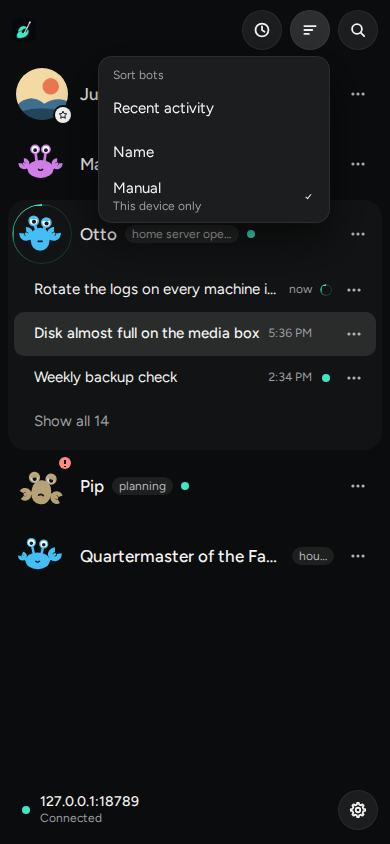 Sort bots
Recent activity
Name
Manual
This device only
Ju
Ma
Otto home server ope...
Rotate the logs on every machine i... now
Disk almost full on the media box 5:36 PM
Weekly backup check 2:34 PM
Show all 14
Pip planning
Quartermaster of the Fa... hou...
127.0.0.1:18789
Connected